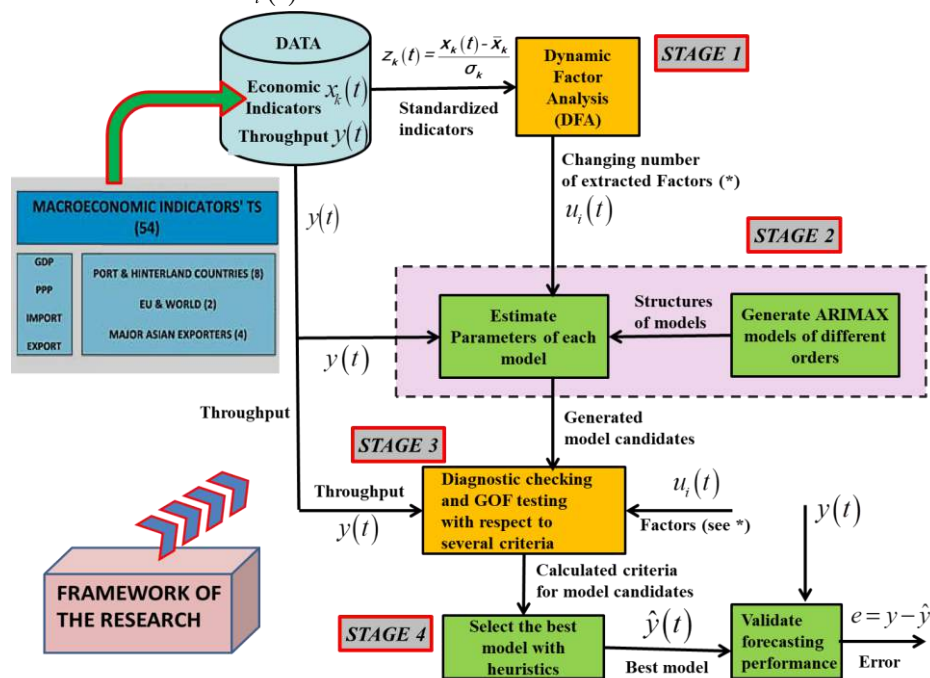 DATA
Economic
Indicators x_k(t)
Throughput y(t)
z_k(t) = (x_k(t) - x̄_k) / σ_k
Standardized
indicators
Dynamic
Factor
Analysis
(DFA)
STAGE 1
Changing number
of extracted Factors (*)
u_i(t)
MACROECONOMIC INDICATORS' TS
(54)
GDP
PPP
IMPORT
EXPORT
PORT & HINTERLAND COUNTRIES (8)
EU & WORLD (2)
MAJOR ASIAN EXPORTERS (4)
y(t)
STAGE 2
Estimate
Parameters of each
model
Structures
of models
Generate ARIMAX
models of different
orders
y(t)
Throughput
Generated
model candidates
STAGE 3
Throughput
y(t)
Diagnostic checking
and GOF testing
with respect to
several criteria
u_i(t)
Factors (see *)
y(t)
Calculated criteria
for model candidates
FRAMEWORK OF
THE RESEARCH
STAGE 4
Select the best
model with
heuristics
ŷ(t)
Best model
Validate
forecasting
performance
e = y - ŷ
Error